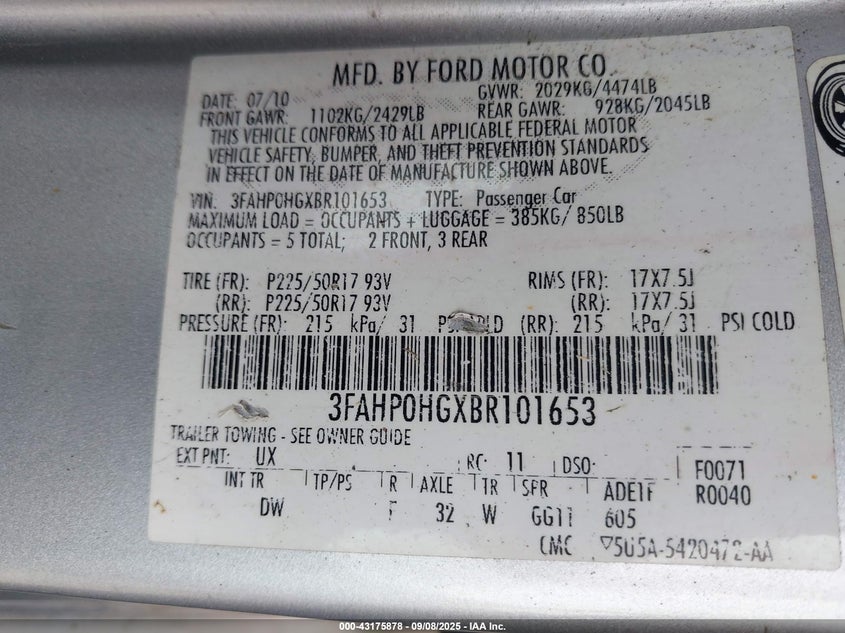 MFD. BY FORD MOTOR CO.
DATE: 07/10 GVWR: 2029KG/4474LB
FRONT GAWR: 1102KG/2429LB REAR GAWR: 928KG/2045LB
THIS VEHICLE CONFORMS TO ALL APPLICABLE FEDERAL MOTOR
VEHICLE SAFETY, BUMPER, AND THEFT PREVENTION STANDARDS
IN EFFECT ON THE DATE OF MANUFACTURE SHOWN ABOVE.
VIN: 3FAHP0HGXBR101653 TYPE: Passenger Car
MAXIMUM LOAD = OCCUPANTS + LUGGAGE = 385KG/ 850LB
OCCUPANTS = 5 TOTAL; 2 FRONT, 3 REAR
TIRE (FR): P225/50R17 93V RIMS (FR): 17X7.5J
(RR): P225/50R17 93V (RR): 17X7.5J
PRESSURE (FR): 215 kPa/ 31 (RR): 215 kPa/ 31 PSI COLD
3FAHP0HGXBR101653
TRAILER TOWING - SEE OWNER GUIDE
EXT PNT: UX RC: 11 DSO: F0071
INT TR TP/PS R AXLE TR SPR ADE1F R0040
DW F 32 W GG11 605
CMC 5U5A-5420472-AA
000-43175878 - 09/08/2025 - IAA Inc.